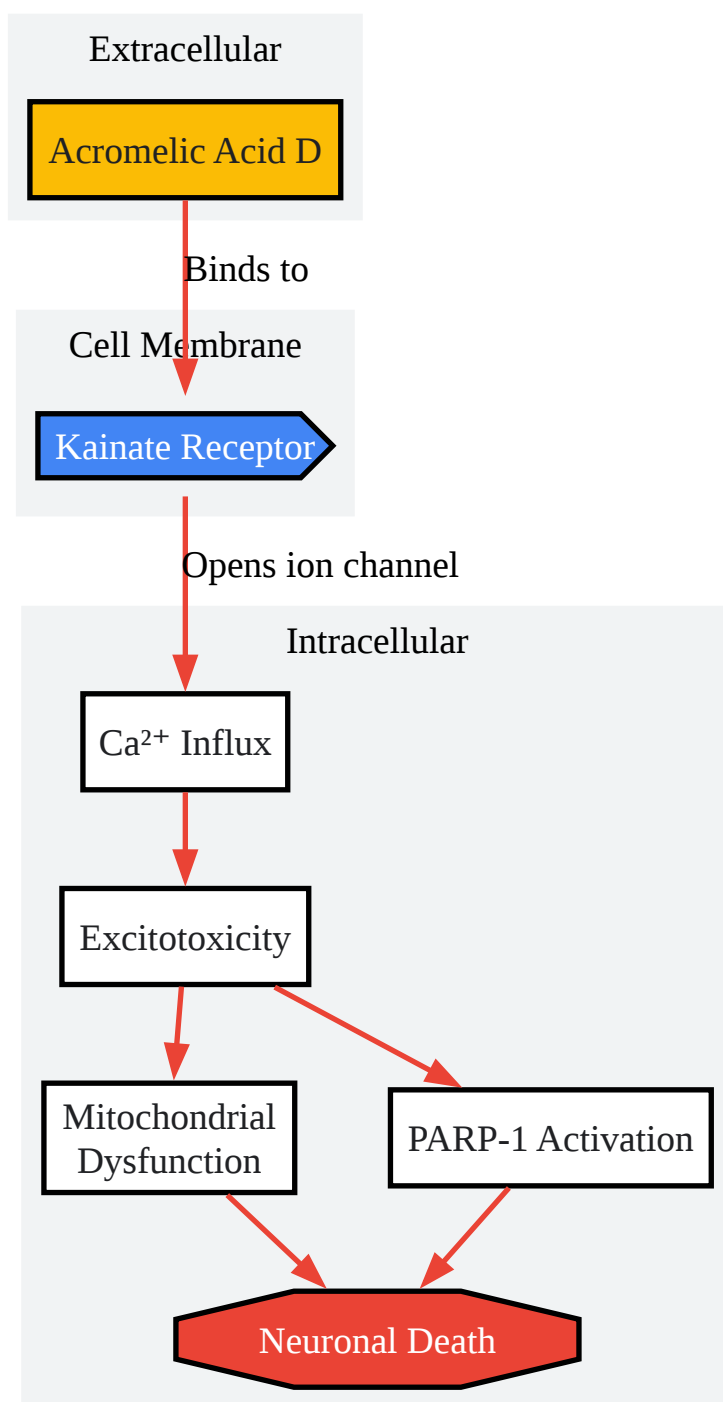 Extracellular
Acromelic Acid D
Binds to
Cell Membrane
Kainate Receptor
Opens ion channel
Intracellular
Ca²⁺ Influx
Excitotoxicity
Mitochondrial
Dysfunction
PARP-1 Activation
Neuronal Death